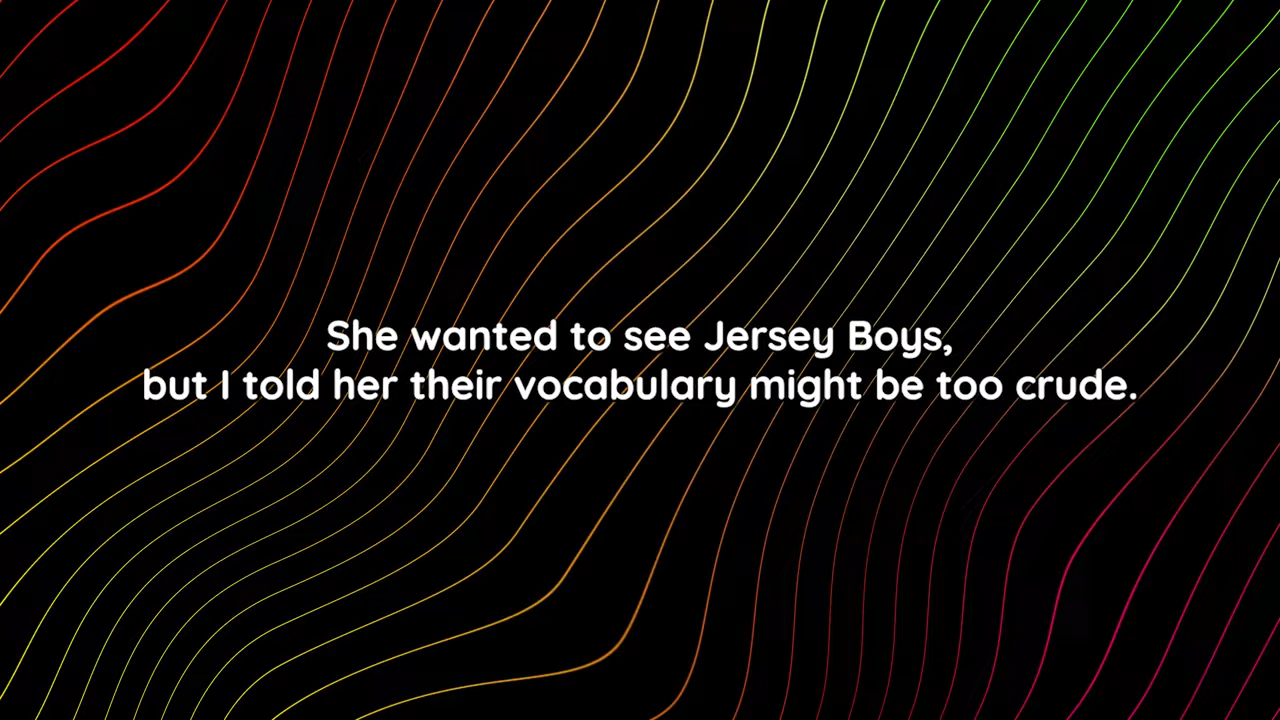 She wanted to see Jersey Boys,
but I told her their vocabulary might be too crude.